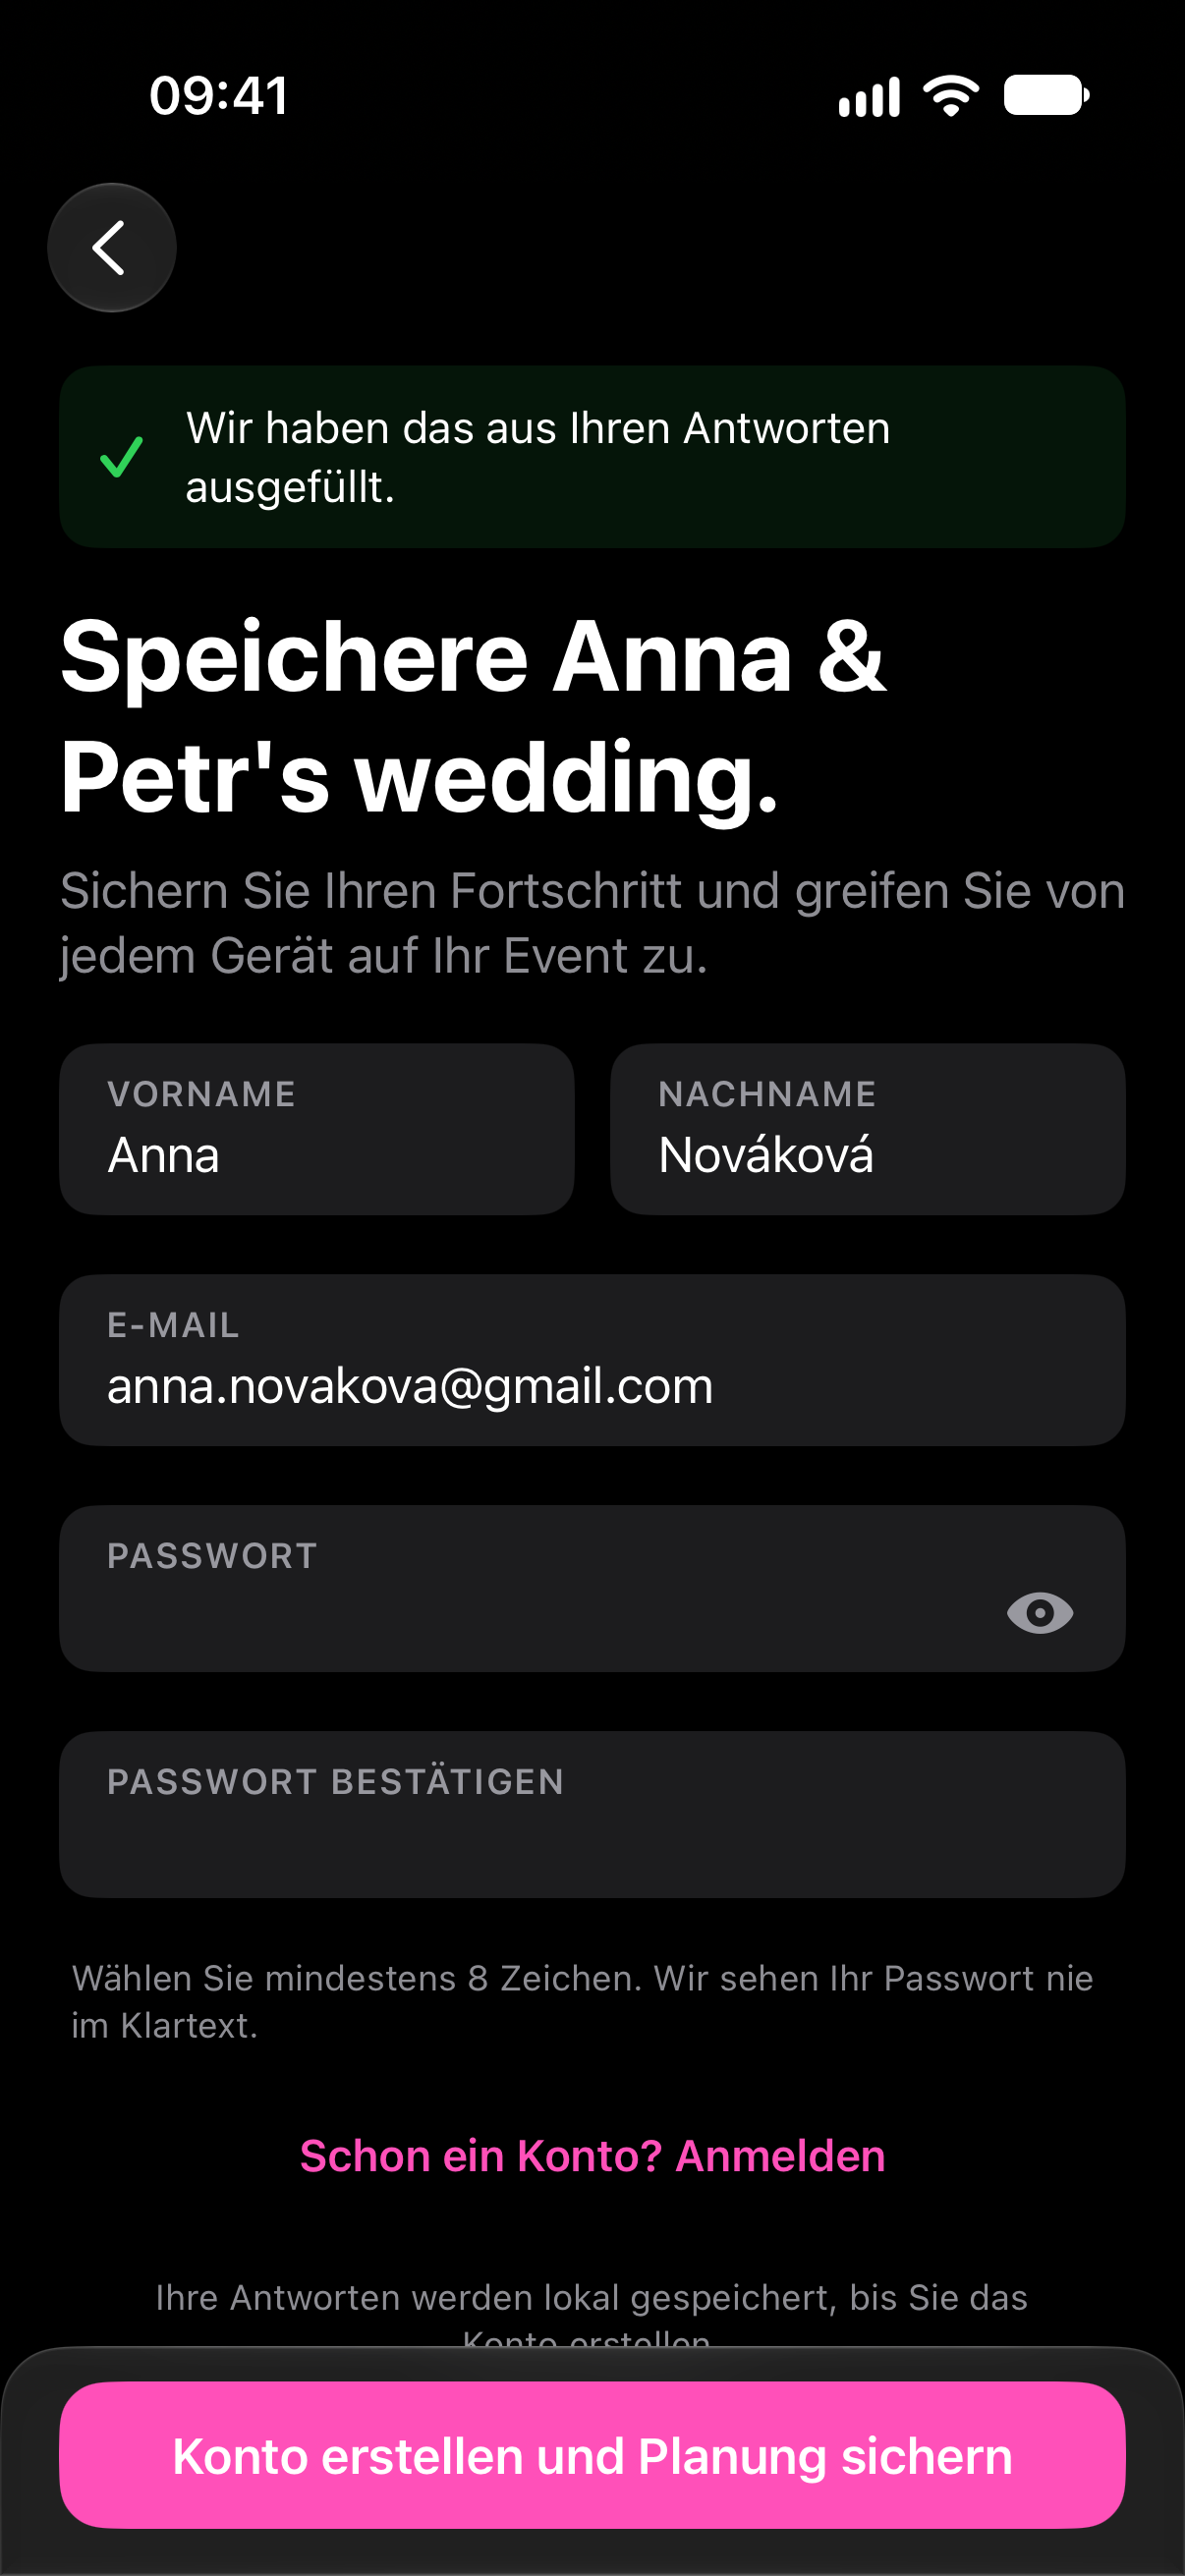 09:41
Wir haben das aus Ihren Antworten
ausgefüllt.
Speichere Anna &
Petr's wedding.
Sichern Sie Ihren Fortschritt und greifen Sie von
jedem Gerät auf Ihr Event zu.
VORNAME
Anna
NACHNAME
Nováková
E-MAIL
anna.novakova@gmail.com
PASSWORT
PASSWORT BESTÄTIGEN
Wählen Sie mindestens 8 Zeichen. Wir sehen Ihr Passwort nie
im Klartext.
Schon ein Konto? Anmelden
Ihre Antworten werden lokal gespeichert, bis Sie das
Konto erstellen.
Konto erstellen und Planung sichern